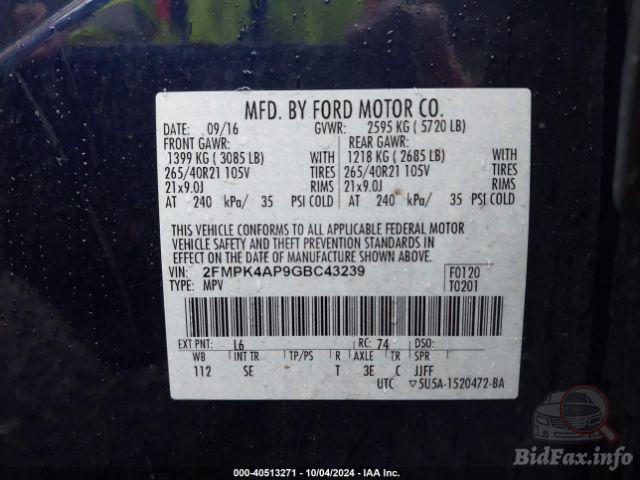 MFD. BY FORD MOTOR CO.
DATE: 09/16 GVWR: 2595 KG ( 5720 LB)
FRONT GAWR: REAR GAWR:
1399 KG ( 3085 LB) WITH 1218 KG ( 2685 LB) WITH
265/40R21 105V TIRES 265/40R21 105V TIRES
21x9.0J RIMS 21x9.0J RIMS
AT 240 kPa/ 35 PSI COLD AT 240 kPa/ 35 PSI COLD
THIS VEHICLE CONFORMS TO ALL APPLICABLE FEDERAL MOTOR
VEHICLE SAFETY AND THEFT PREVENTION STANDARDS IN
EFFECT ON THE DATE OF MANUFACTURE SHOWN ABOVE.
VIN: 2FMPK4AP9GBC43239 F0120
TYPE: MPV T0201
EXT PNT: L6 RC: 74 DSO:
WB INT TR TP/PS R AXLE TR SPR
112 SE T 3E C JJFF
UTC ▽5U5A-1520472-BA
BidFax.info
000-40513271 - 10/04/2024 - IAA Inc.